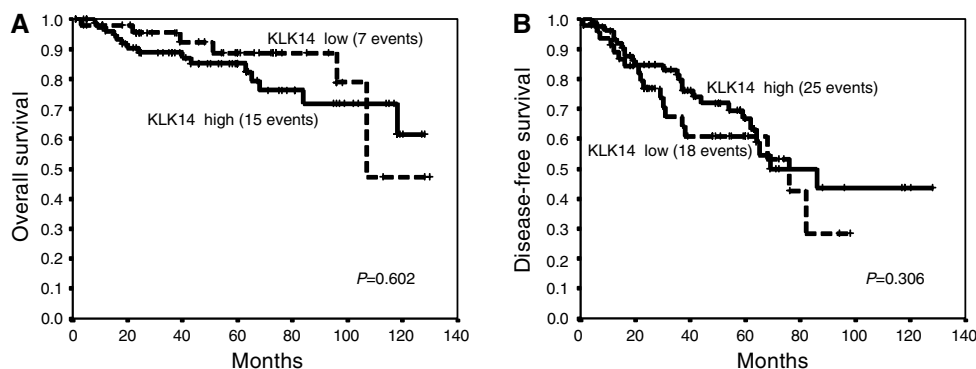 A
Overall survival
1.0
0.9
0.8
0.7
0.6
0.5
0.4
0.3
0.2
0.1
0.0
KLK14 low (7 events)
KLK14 high (15 events)
P=0.602
0 20 40 60 80 100 120 140
Months
B
Disease-free survival
1.0
0.9
0.8
0.7
0.6
0.5
0.4
0.3
0.2
0.1
0.0
KLK14 high (25 events)
KLK14 low (18 events)
P=0.306
0 20 40 60 80 100 120 140
Months